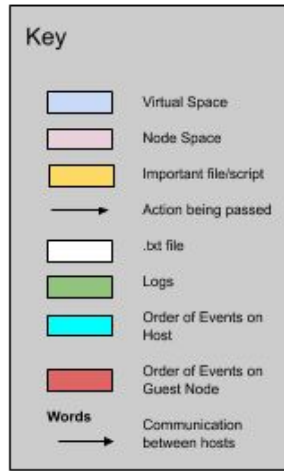 Key
Virtual Space
Node Space
Important file/script
Action being passed
.txt file
Logs
Order of Events on
Host
Order of Events on
Guest Node
Words
Communication
between hosts